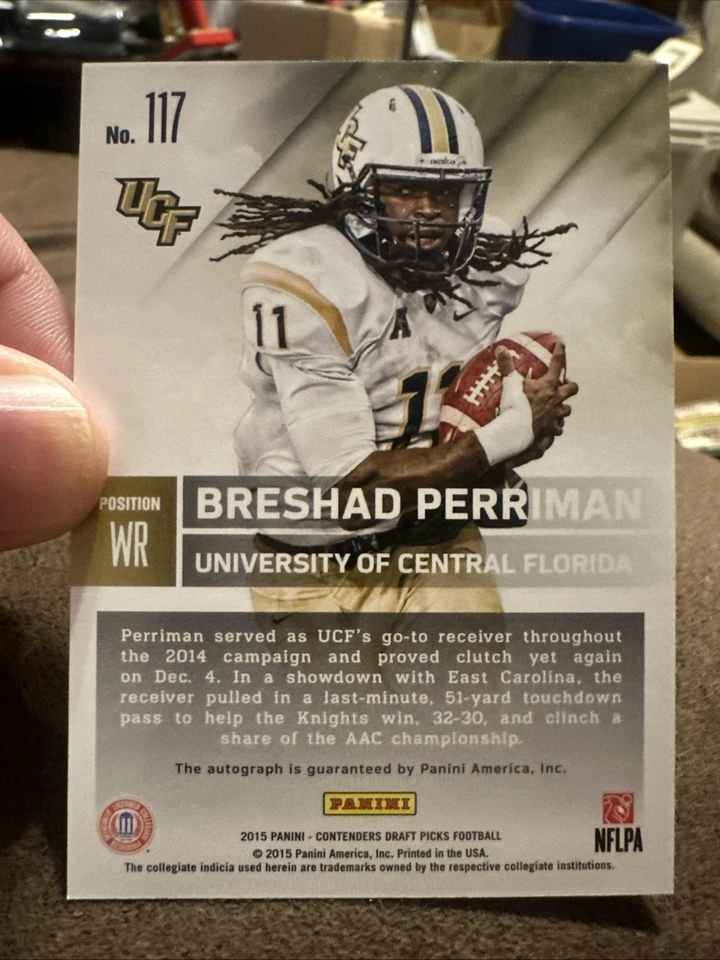 No. 117
UCF
AMERICAN
11
A
11
POSITION
WR
BRESHAD PERRIMAN
UNIVERSITY OF CENTRAL FLORIDA
Perriman served as UCF's go-to receiver throughout
the 2014 campaign and proved clutch yet again
on Dec. 4. In a showdown with East Carolina, the
receiver pulled in a last-minute, 51-yard touchdown
pass to help the Knights win, 32-30, and clinch a
share of the AAC championship.
The autograph is guaranteed by Panini America, Inc.
PANINI
NFLPA
2015 PANINI - CONTENDERS DRAFT PICKS FOOTBALL
© 2015 Panini America, Inc. Printed in the USA.
The collegiate indicia used herein are trademarks owned by the respective collegiate institutions.